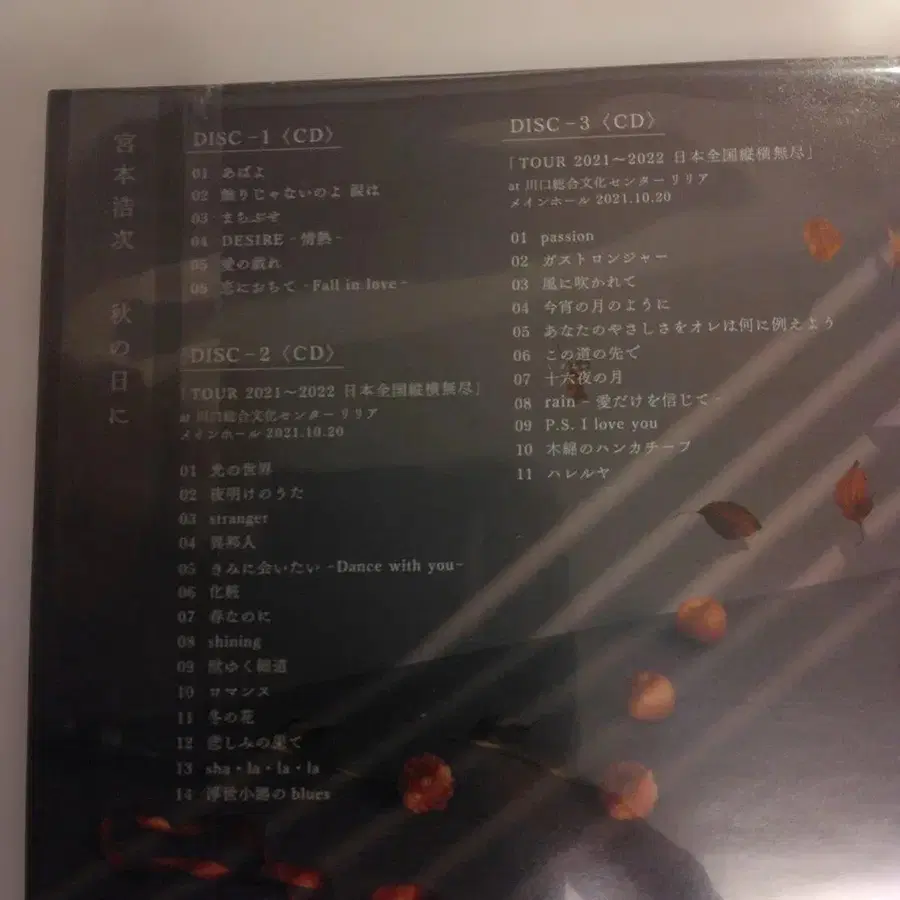 宮本浩次 秋の日に
DISC-1〈CD〉
01 あばよ
02 飾りじゃないのよ 涙は
03 まちぶせ
04 DESIRE -情熱-
05 愛の戯れ
06 恋におちて -Fall in love-
DISC-2〈CD〉
「TOUR 2021～2022 日本全国縦横無尽」
at 川口総合文化センター リリア
メインホール 2021.10.20
01 光の世界
02 夜明けのうた
03 stranger
04 異邦人
05 きみに会いたい -Dance with you-
06 化粧
07 春なのに
08 shining
09 獣ゆく細道
10 ロマンス
11 冬の花
12 悲しみの果て
13 sha・la・la・la
14 浮世小路の blues
DISC-3〈CD〉
「TOUR 2021～2022 日本全国縦横無尽」
at 川口総合文化センター リリア
メインホール 2021.10.20
01 passion
02 ガストロンジャー
03 風に吹かれて
04 今宵の月のように
05 あなたのやさしさをオレは何に例えよう
06 この道の先で
07 十六夜の月
08 rain -愛だけを信じて-
09 P.S. I love you
10 木綿のハンカチーフ
11 ハレルヤ